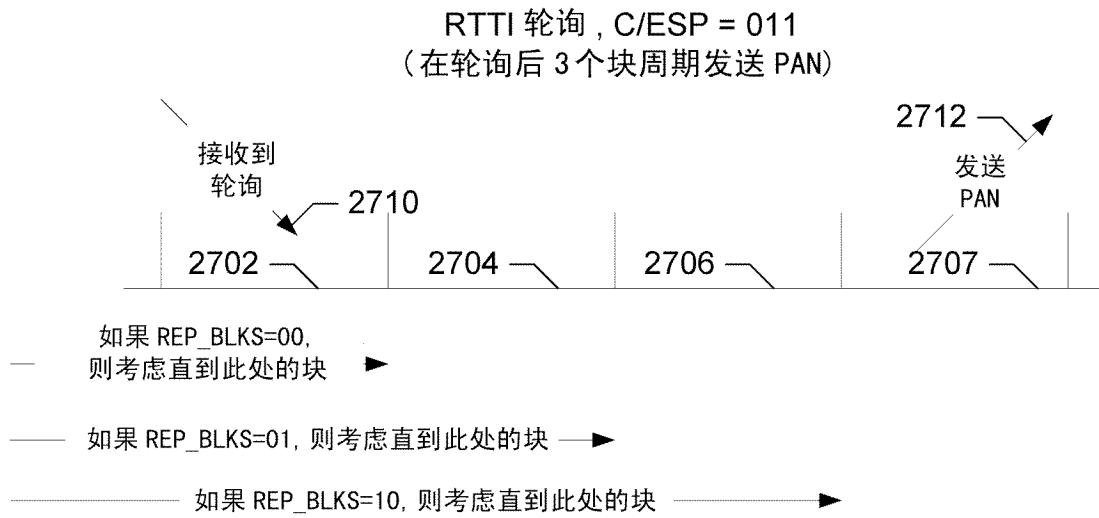 RTTI 轮询 , C/ESP = 011
（在轮询后 3 个块周期发送 PAN)
2712
接收到
轮询
发送
PAN
2710
2702
2704
2706
2707
如果 REP_BLKS=00,
则考虑直到此处的块
如果 REP_BLKS=01, 则考虑直到此处的块
如果 REP_BLKS=10, 则考虑直到此处的块